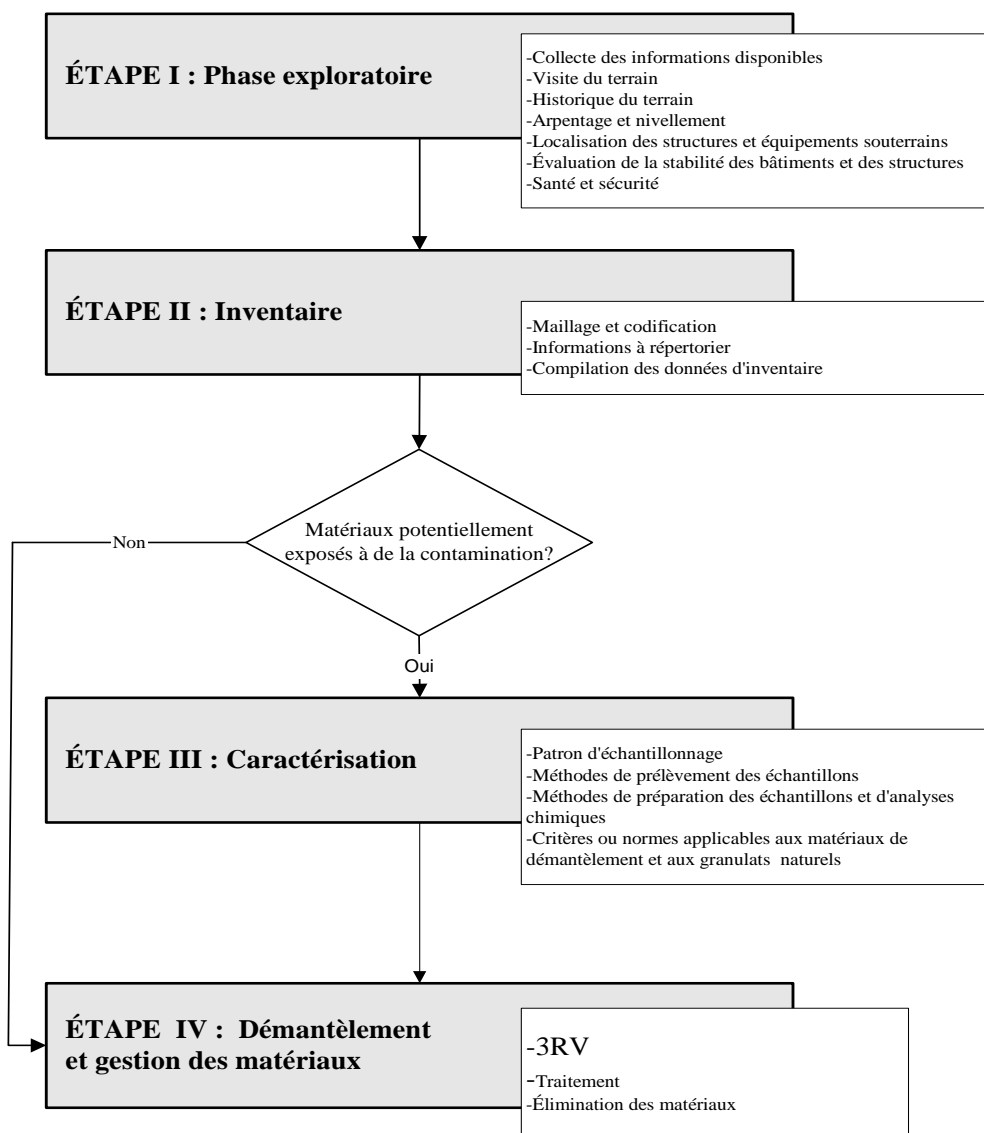 ÉTAPE I : Phase exploratoire
-Collecte des informations disponibles
-Visite du terrain
-Historique du terrain
-Arpentage et nivellement
-Localisation des structures et équipements souterrains
-Évaluation de la stabilité des bâtiments et des structures
-Santé et sécurité
ÉTAPE II : Inventaire
-Maillage et codification
-Informations à répertorier
-Compilation des données d'inventaire
Matériaux potentiellement
exposés à de la contamination?
Non
Oui
ÉTAPE III : Caractérisation
-Patron d'échantillonnage
-Méthodes de prélèvement des échantillons
-Méthodes de préparation des échantillons et d'analyses
chimiques
-Critères ou normes applicables aux matériaux de
démantèlement et aux granulats naturels
ÉTAPE IV : Démantèlement
et gestion des matériaux
-3RV
-Traitement
-Élimination des matériaux